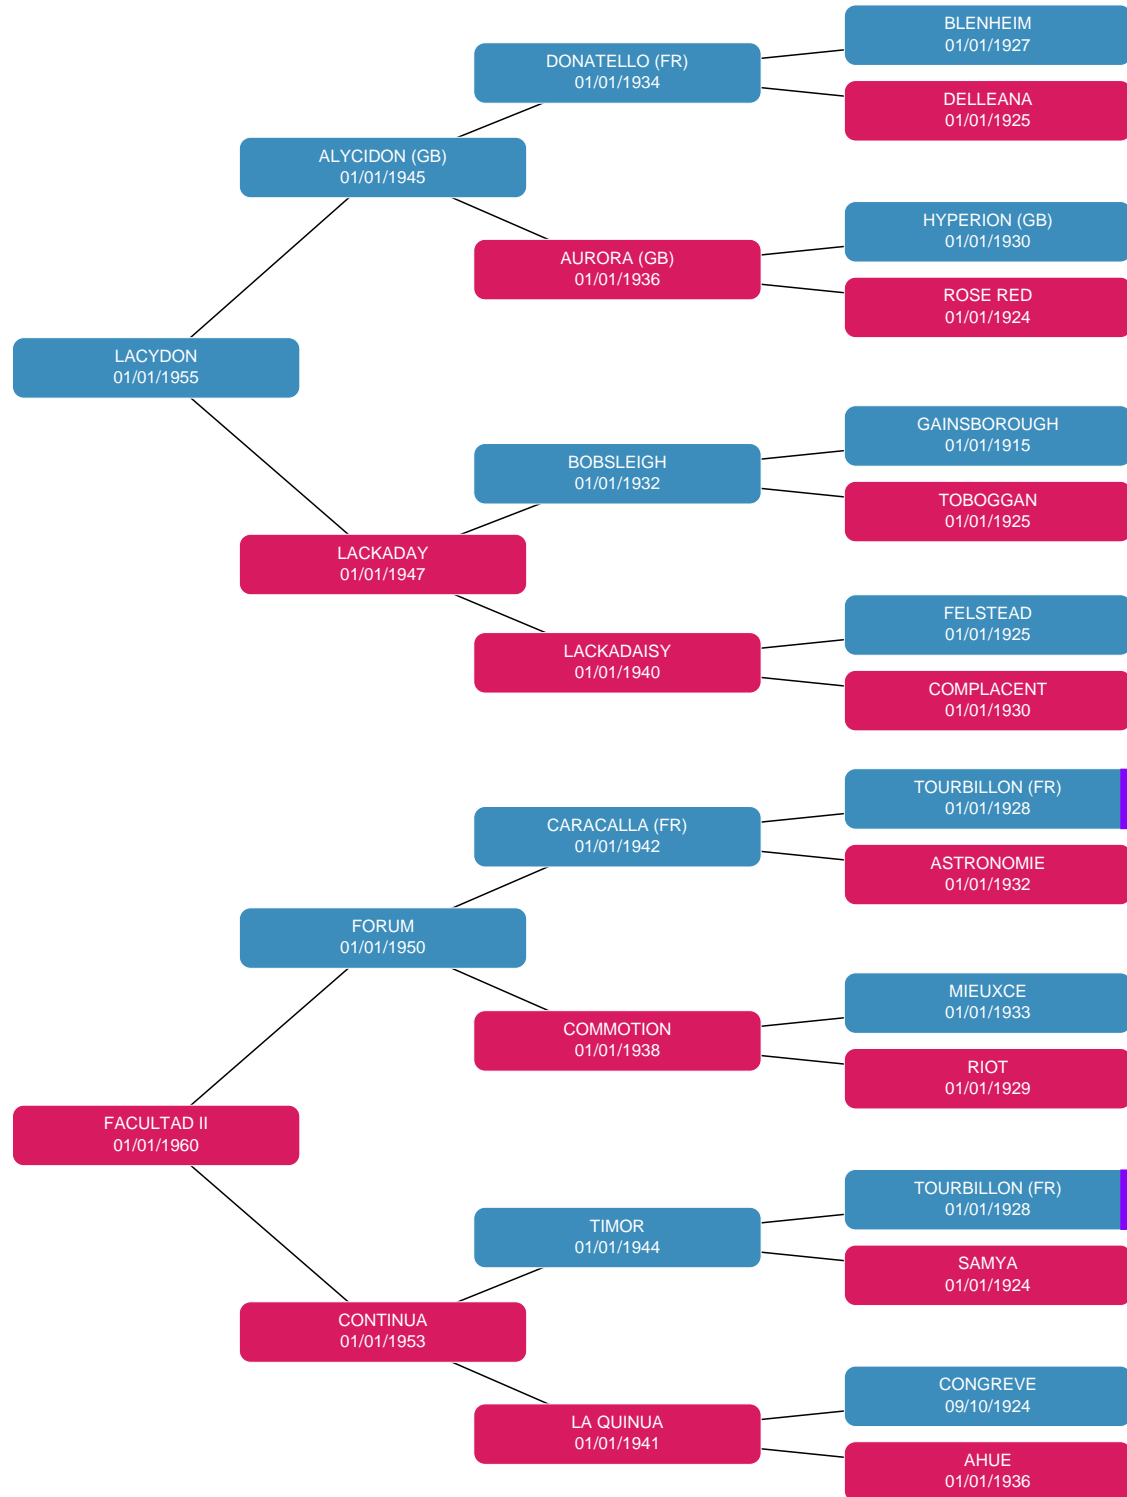 BLENHEIM
01/01/1927
DONATELLO (FR)
01/01/1934
DELLEANA
01/01/1925
ALYCIDON (GB)
01/01/1945
HYPERION (GB)
01/01/1930
AURORA (GB)
01/01/1936
ROSE RED
01/01/1924
LACYDON
01/01/1955
GAINSBOROUGH
01/01/1915
BOBSLEIGH
01/01/1932
TOBOGGAN
01/01/1925
LACKADAY
01/01/1947
FELSTEAD
01/01/1925
LACKADAISY
01/01/1940
COMPLACENT
01/01/1930
TOURBILLON (FR)
01/01/1928
CARACALLA (FR)
01/01/1942
ASTRONOMIE
01/01/1932
FORUM
01/01/1950
MIEUXCE
01/01/1933
COMMOTION
01/01/1938
RIOT
01/01/1929
FACULTAD II
01/01/1960
TOURBILLON (FR)
01/01/1928
TIMOR
01/01/1944
SAMYA
01/01/1924
CONTINUA
01/01/1953
CONGREVE
09/10/1924
LA QUINUA
01/01/1941
AHUE
01/01/1936